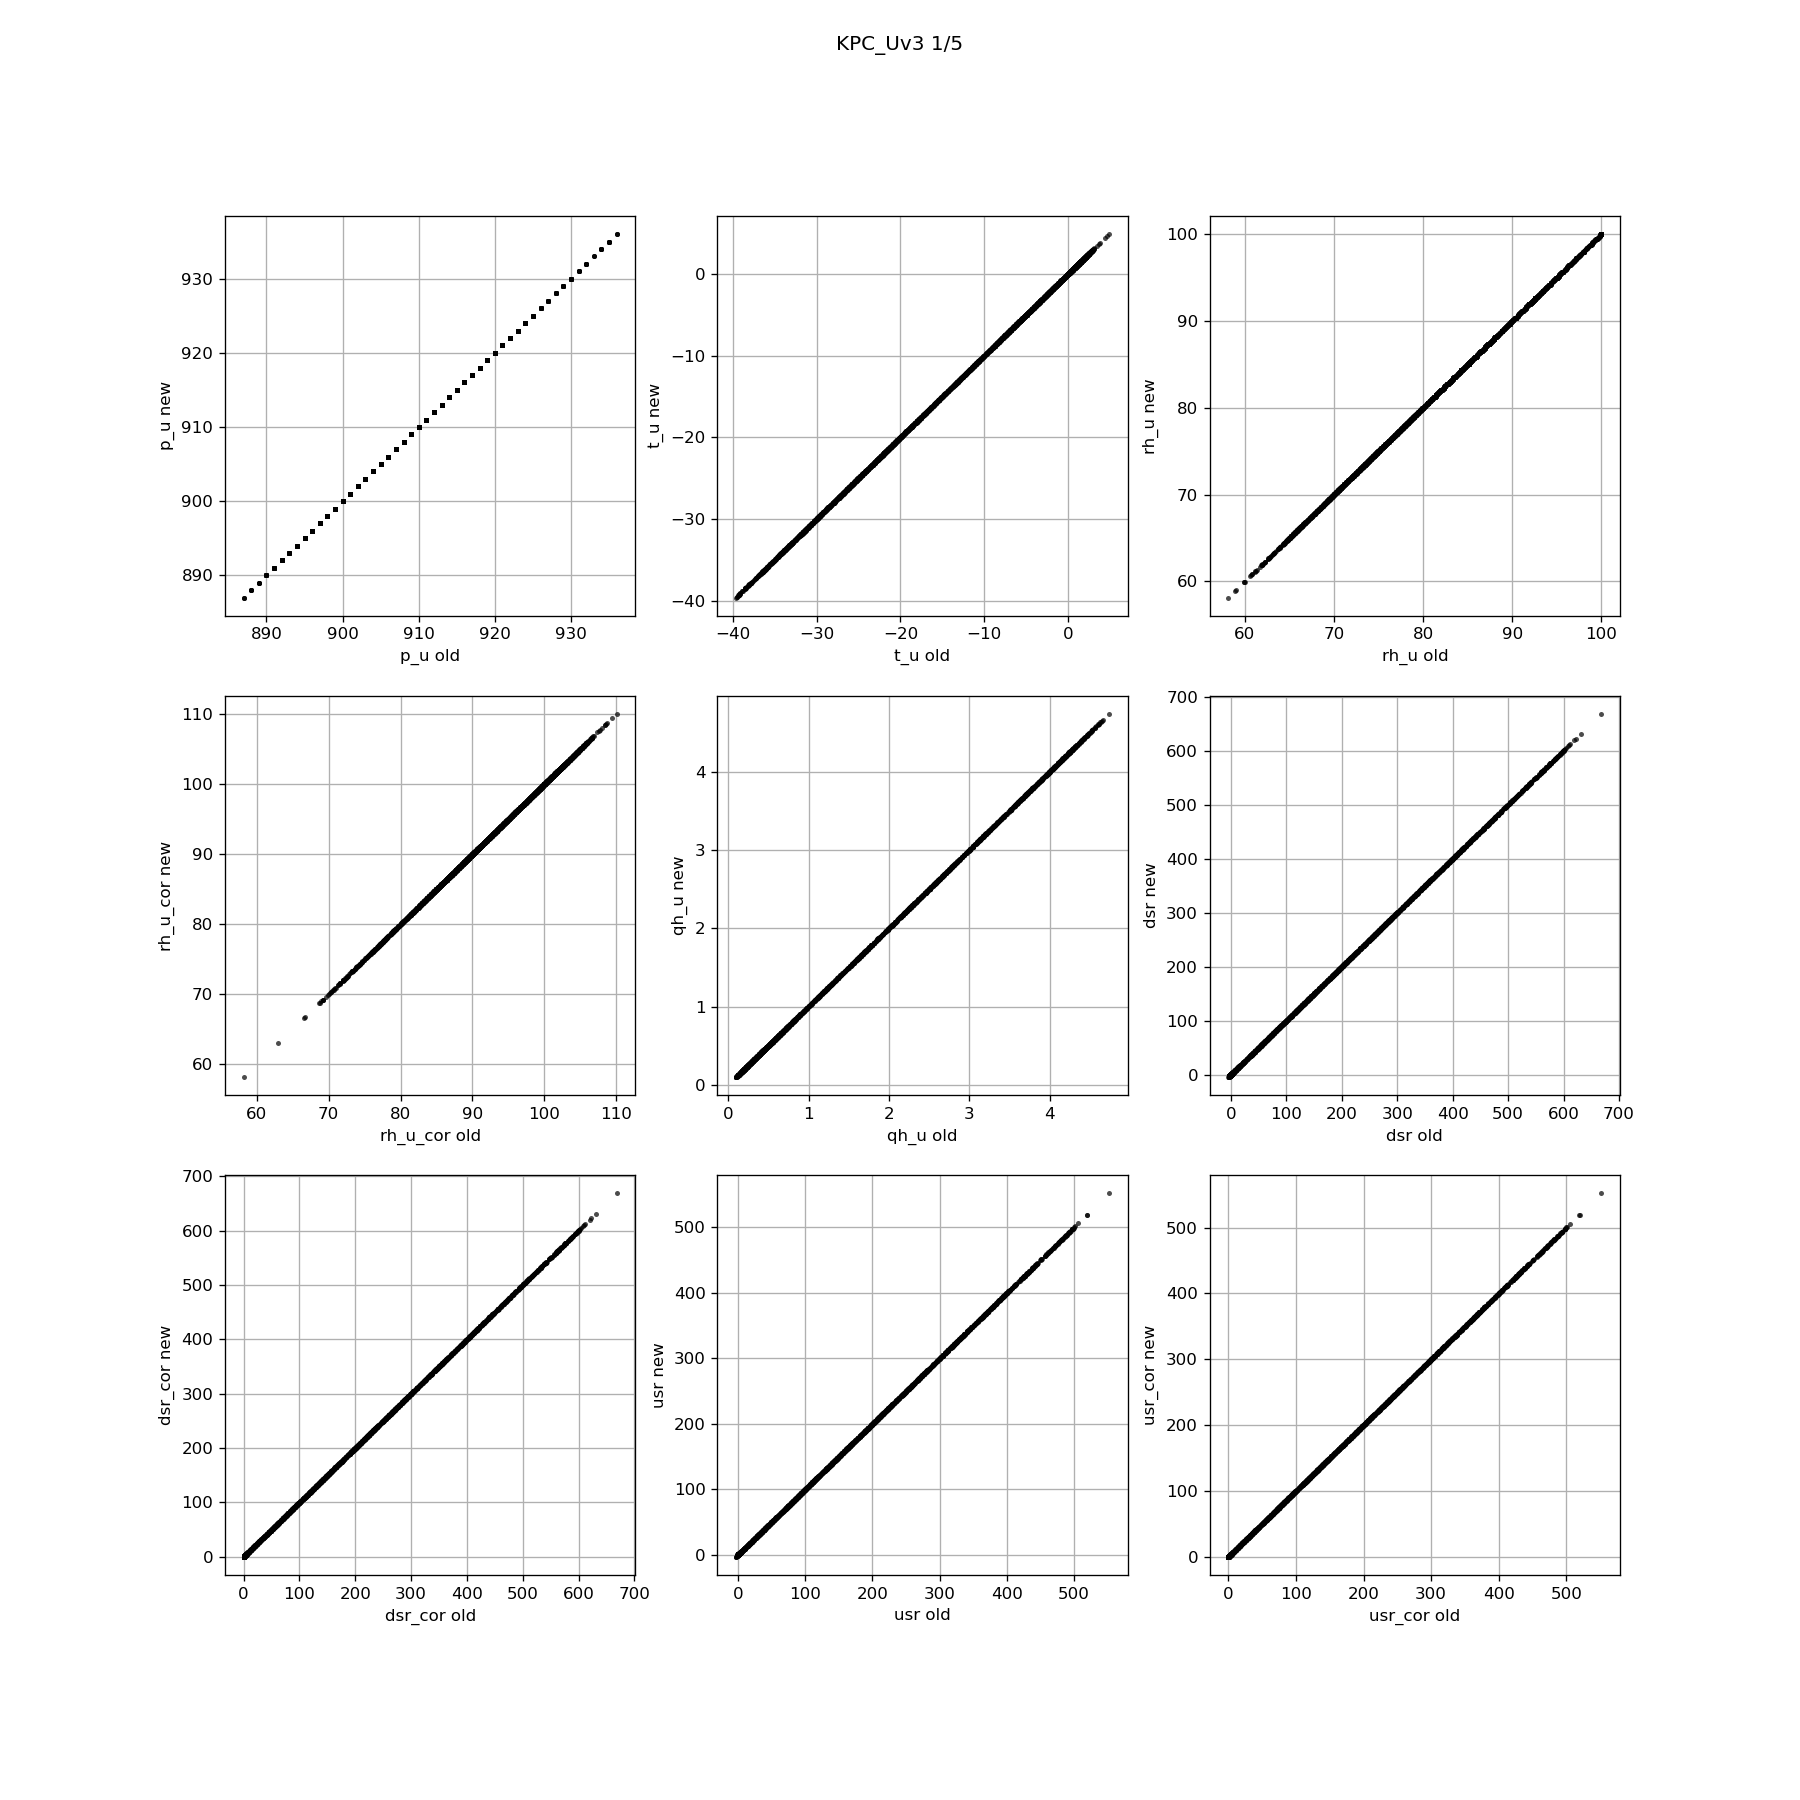 KPC_Uv3 1/5
930
920
910
900
890
p_u new
890 900 910 920 930
p_u old
0
−10
−20
−30
−40
t_u new
−40 −30 −20 −10 0
t_u old
100
90
80
70
60
rh_u new
60 70 80 90 100
rh_u old
110
100
90
80
70
60
rh_u_cor new
60 70 80 90 100 110
rh_u_cor old
4
3
2
1
0
qh_u new
0 1 2 3 4
qh_u old
700
600
500
400
300
200
100
0
dsr new
0 100 200 300 400 500 600 700
dsr old
700
600
500
400
300
200
100
0
dsr_cor new
0 100 200 300 400 500 600 700
dsr_cor old
500
400
300
200
100
0
usr new
0 100 200 300 400 500
usr old
500
400
300
200
100
0
usr_cor new
0 100 200 300 400 500
usr_cor old